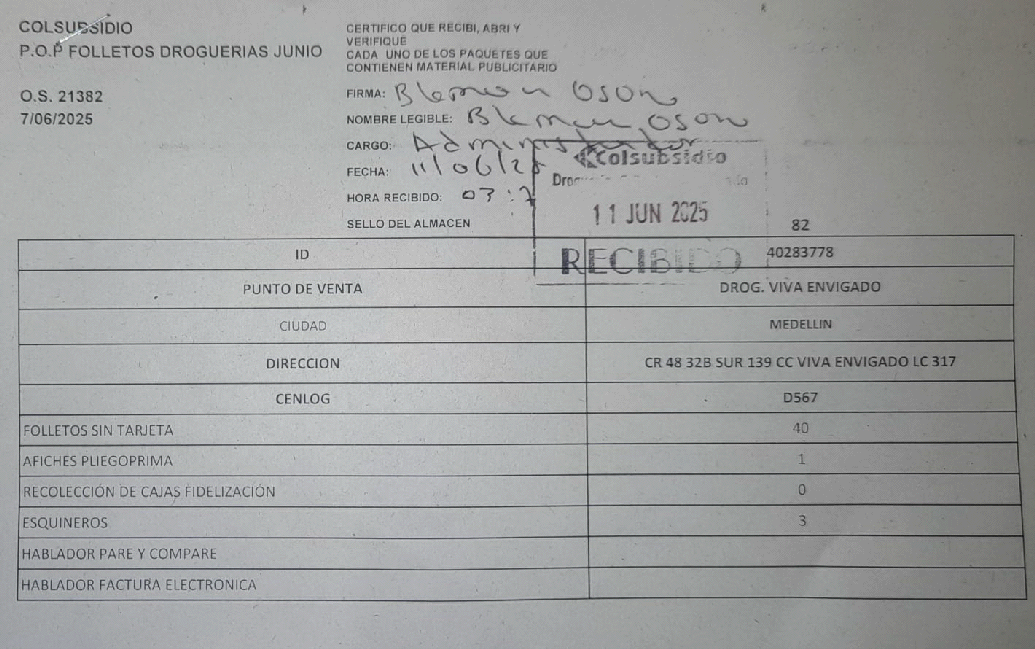 COLSUBSIDIO
P.O.P FOLLETOS DROGUERIAS JUNIO
O.S. 21382
7/06/2025
CERTIFICO QUE RECIBI, ABRI Y
VERIFIQUE
CADA UNO DE LOS PAQUETES QUE
CONTIENEN MATERIAL PUBLICITARIO
FIRMA:
NOMBRE LEGIBLE:
CARGO: Administrador
FECHA: 11/06/25
HORA RECIBIDO: 03:
SELLO DEL ALMACEN
Colsubsidio
11 JUN 2025
RECIBIDO
82
ID 40283778
PUNTO DE VENTA DROG. VIVA ENVIGADO
CIUDAD MEDELLIN
DIRECCION CR 48 32B SUR 139 CC VIVA ENVIGADO LC 317
CENLOG D567
FOLLETOS SIN TARJETA 40
AFICHES PLIEGOPRIMA 1
RECOLECCIÓN DE CAJAS FIDELIZACIÓN 0
ESQUINEROS 3
HABLADOR PARE Y COMPARE
HABLADOR FACTURA ELECTRONICA